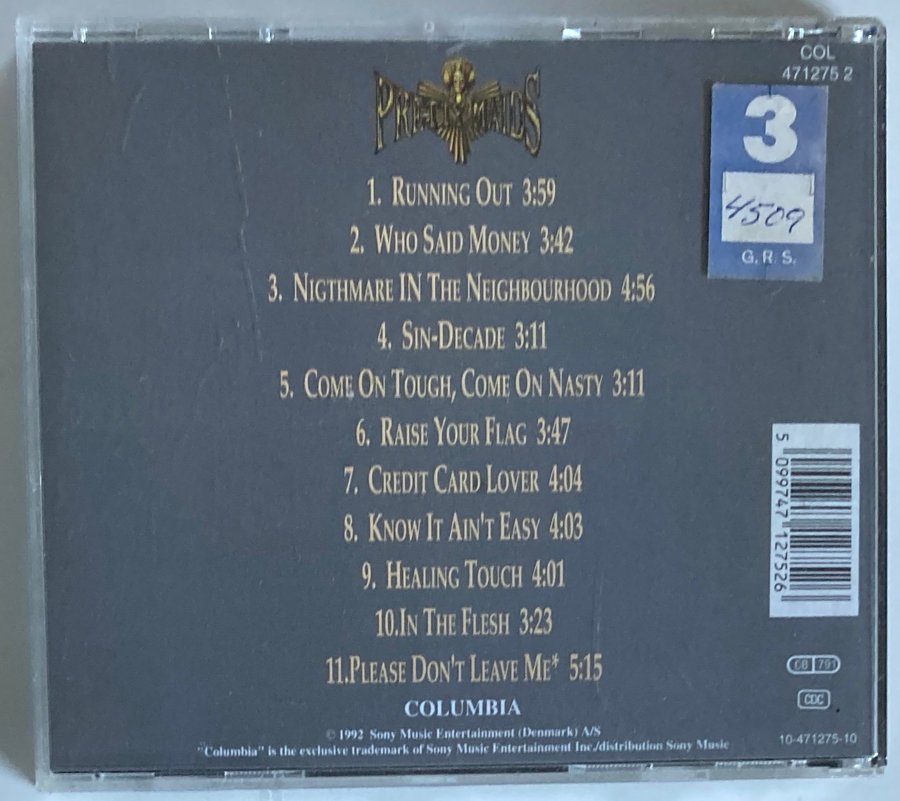 COL
471275 2
PRETTY MAIDS
3
4509
G.R.S.
1. RUNNING OUT 3:59
2. WHO SAID MONEY 3:42
3. NIGTHMARE IN THE NEIGHBOURHOOD 4:56
4. SIN-DECADE 3:11
5. COME ON TOUGH, COME ON NASTY 3:11
6. RAISE YOUR FLAG 3:47
7. CREDIT CARD LOVER 4:04
8. KNOW IT AIN'T EASY 4:03
9. HEALING TOUCH 4:01
10.IN THE FLESH 3:23
11.PLEASE DON'T LEAVE ME* 5:15
COLUMBIA
© 1992 Sony Music Entertainment (Denmark) A/S
"Columbia" is the exclusive trademark of Sony Music Entertainment Inc./distribution Sony Music
5 099747 127526
CB 791
CDC
10-471275-10